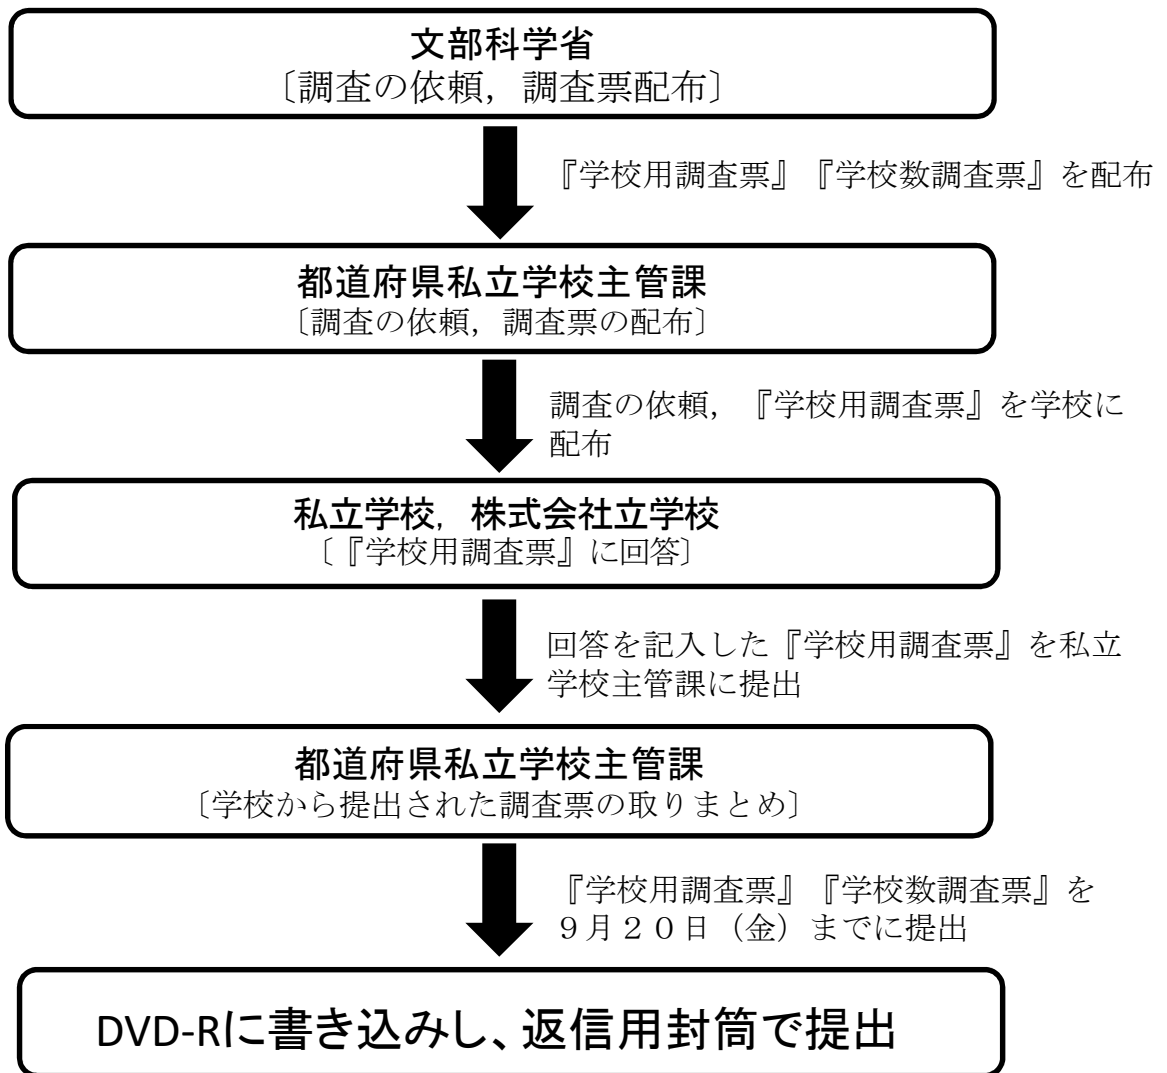 文部科学省
〔調査の依頼，調査票配布〕
『学校用調査票』『学校数調査票』を配布
都道府県私立学校主管課
〔調査の依頼，調査票の配布〕
調査の依頼，『学校用調査票』を学校に
配布
私立学校，株式会社立学校
〔『学校用調査票』に回答〕
回答を記入した『学校用調査票』を私立
学校主管課に提出
都道府県私立学校主管課
〔学校から提出された調査票の取りまとめ〕
『学校用調査票』『学校数調査票』を
９月２０日（金）までに提出
DVD-Rに書き込みし、返信用封筒で提出